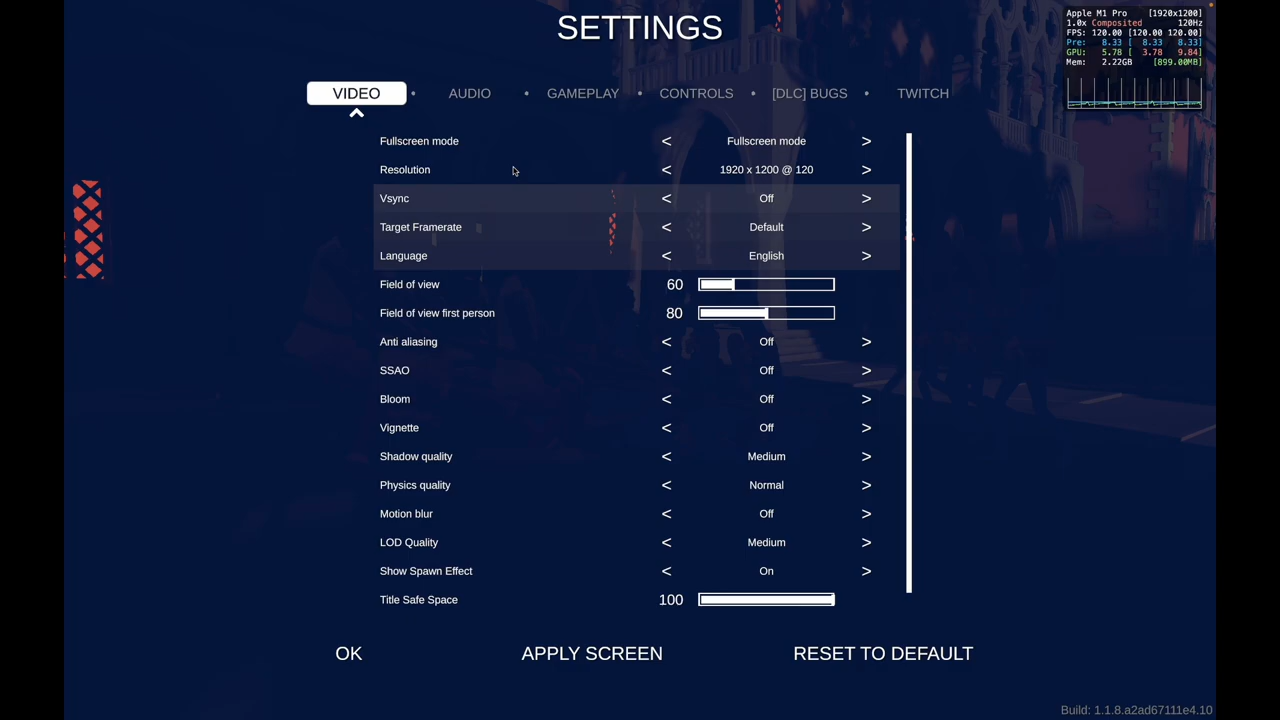 SETTINGS
Apple M1 Pro [1920x1200]
1.0x Composited 120Hz
FPS: 120.00 [120.00 120.00]
Pre: 8.33 [ 8.33 8.33]
GPU: 5.78 [ 3.78 9.84]
Mem: 2.22GB [899.00MB]
VIDEO • AUDIO • GAMEPLAY • CONTROLS • [DLC] BUGS • TWITCH
Fullscreen mode < Fullscreen mode >
Resolution < 1920 x 1200 @ 120 >
Vsync < Off >
Target Framerate < Default >
Language < English >
Field of view 60
Field of view first person 80
Anti aliasing < Off >
SSAO < Off >
Bloom < Off >
Vignette < Off >
Shadow quality < Medium >
Physics quality < Normal >
Motion blur < Off >
LOD Quality < Medium >
Show Spawn Effect < On >
Title Safe Space 100
OK APPLY SCREEN RESET TO DEFAULT
Build: 1.1.8.a2ad67111e4.10